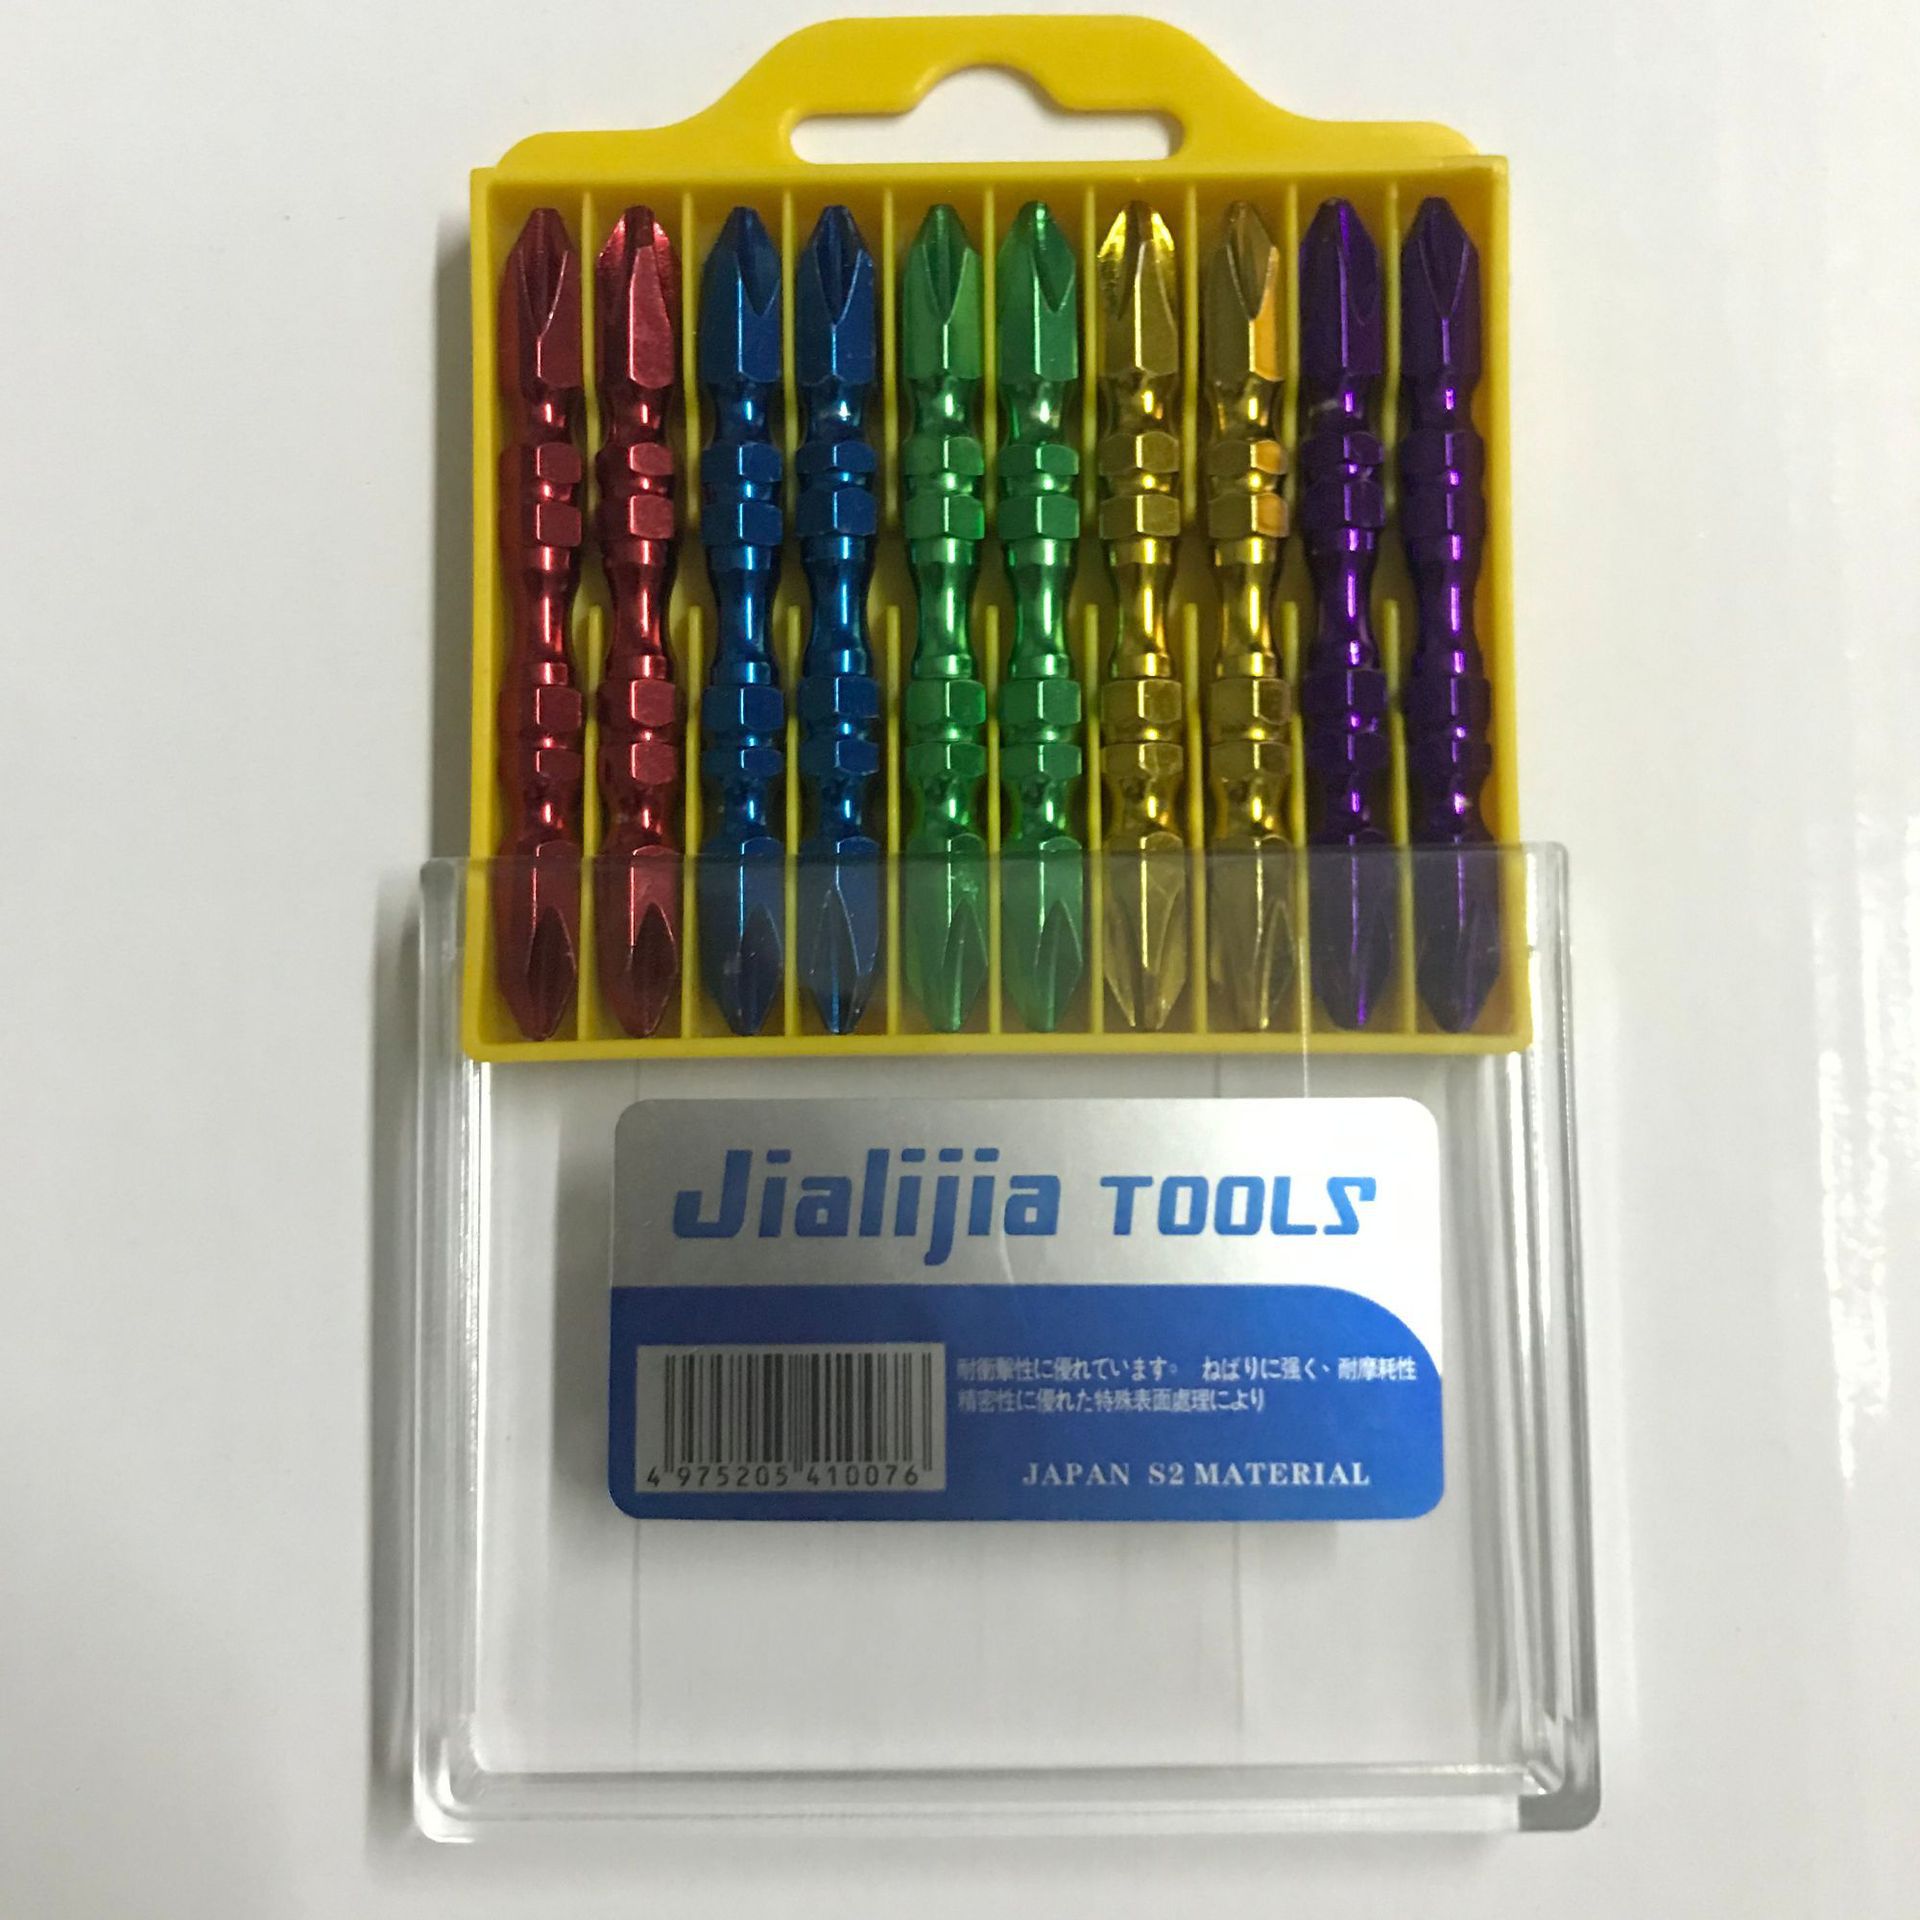 Jialijia TOOLS
耐衝撃性に優れています。 ねばりに强く、耐摩耗性
精密性に優れた特殊表面處理により
JAPAN S2 MATERIAL
4 975205 410076